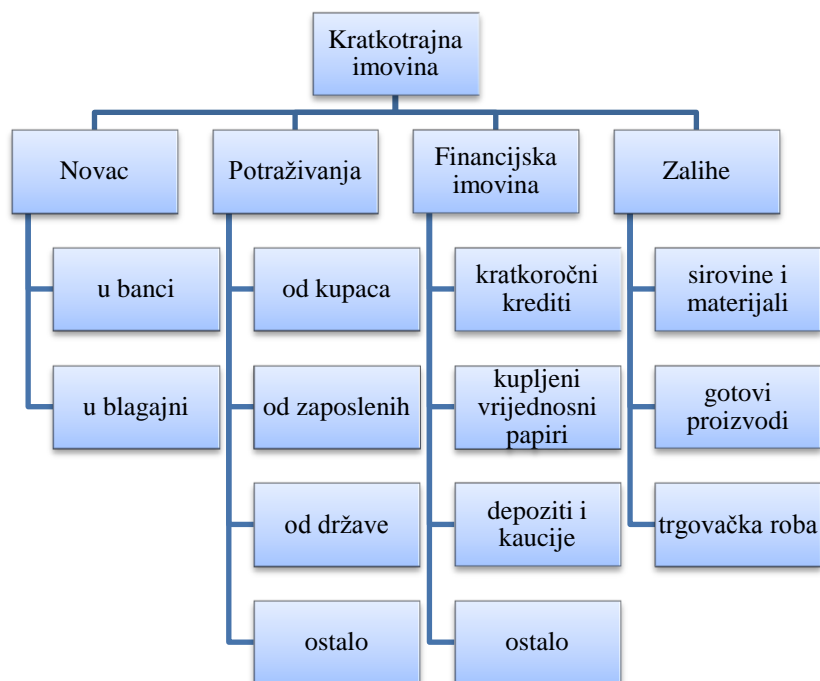 Kratkotrajna
imovina
Novac
Potraživanja
Financijska
imovina
Zalihe
u banci
u blagajni
od kupaca
od zaposlenih
od države
ostalo
kratkoročni
krediti
kupljeni
vrijednosni
papiri
depoziti i
kaucije
ostalo
sirovine i
materijali
gotovi
proizvodi
trgovačka roba